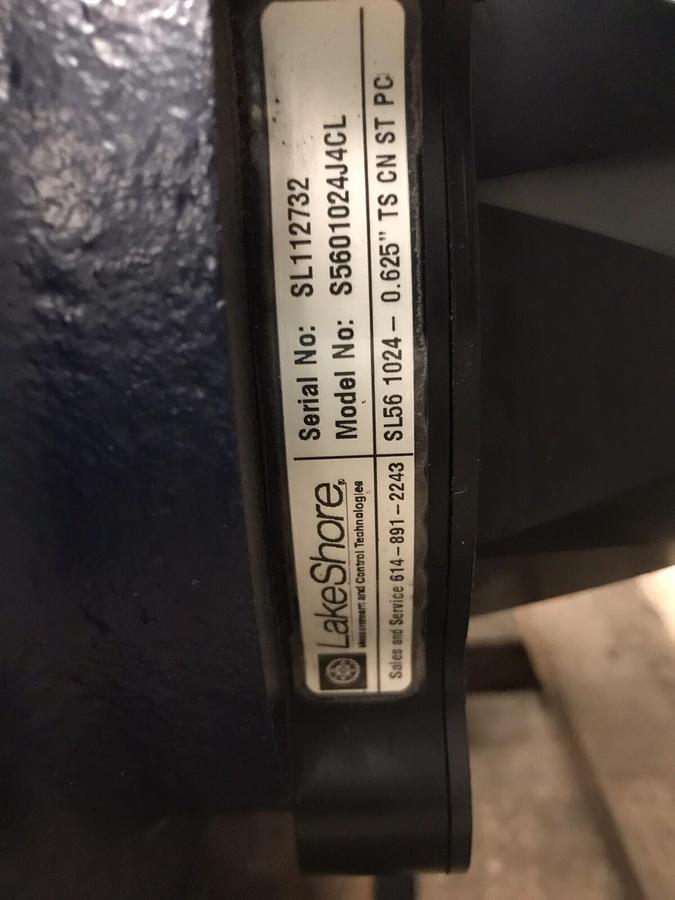 LakeShore®
Measurement and Control Technologies
Serial No: SL112732
Model No: S5601024J4CL
Sales and Service 614-891-2243
SL56 1024- 0.625" TS CN ST PC